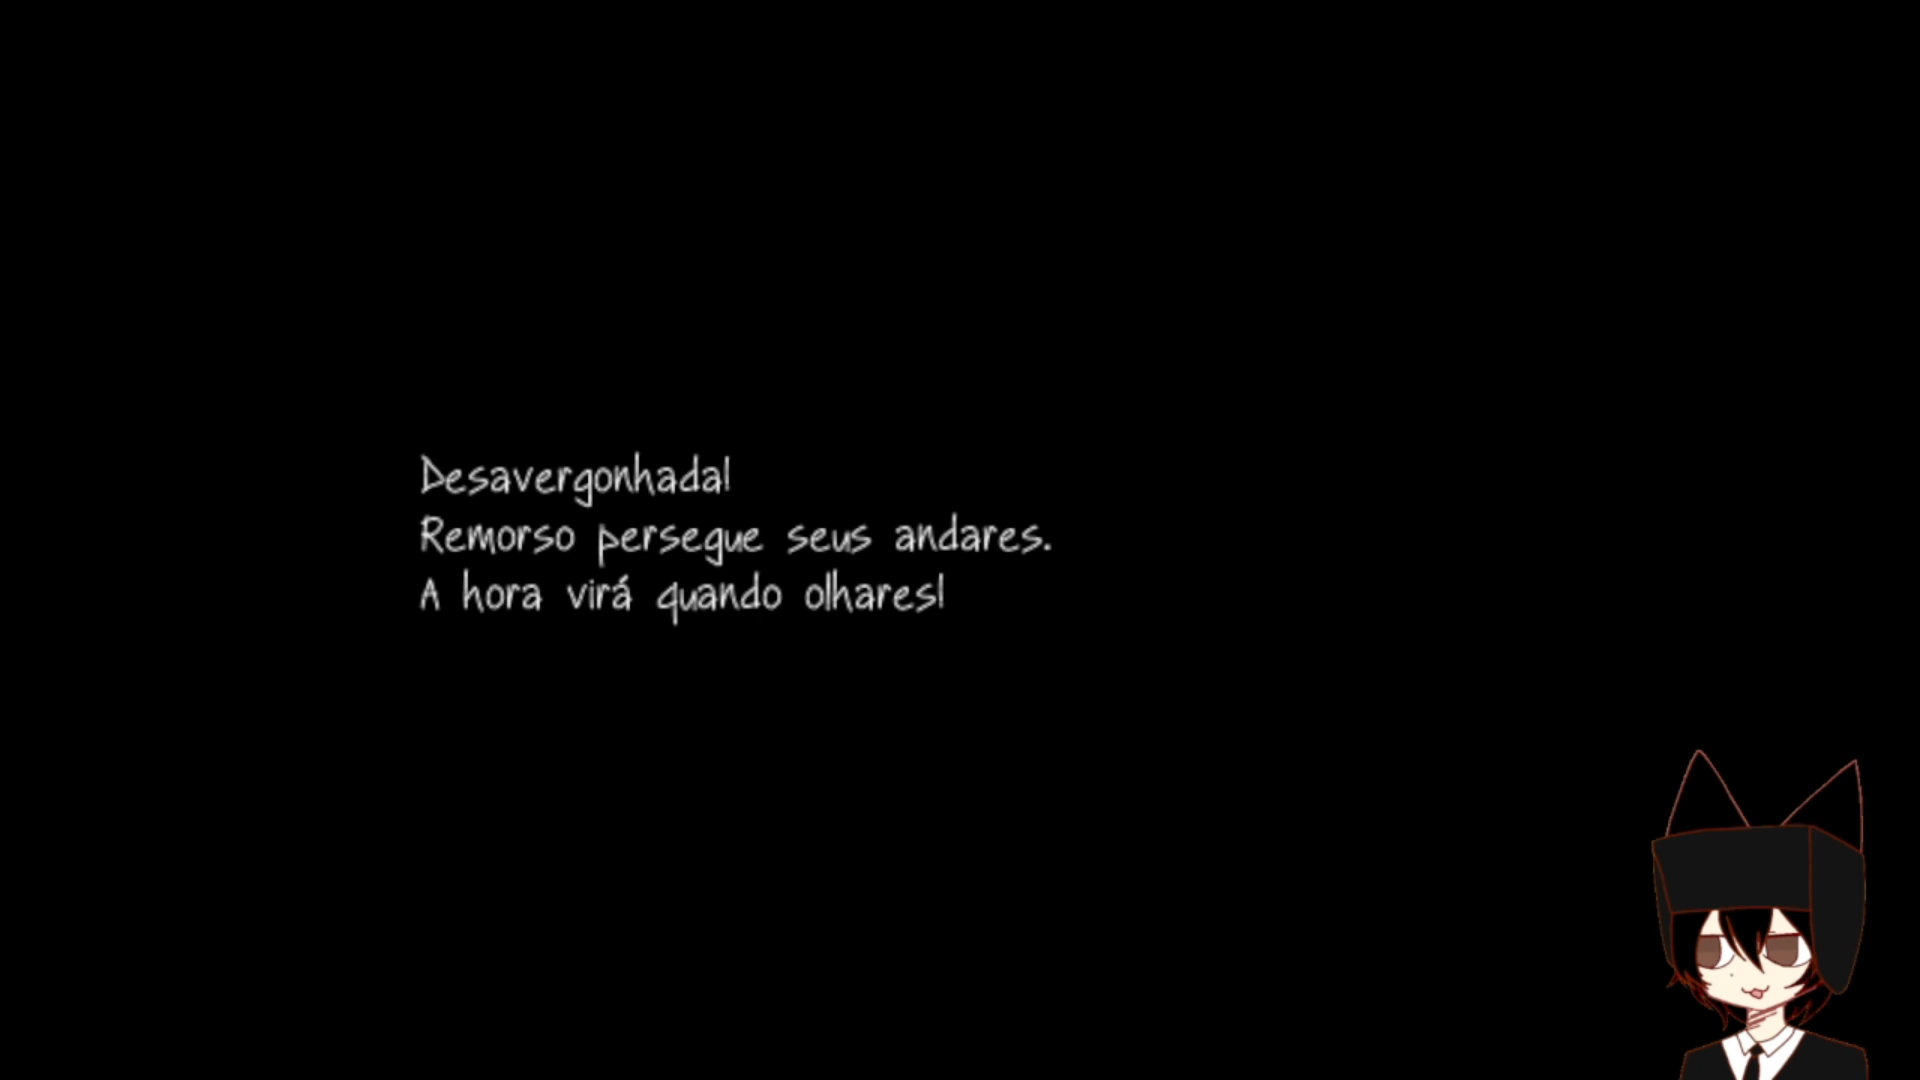 Desavergonhada!
Remorso persegue seus andares.
A hora virá quando olhares!